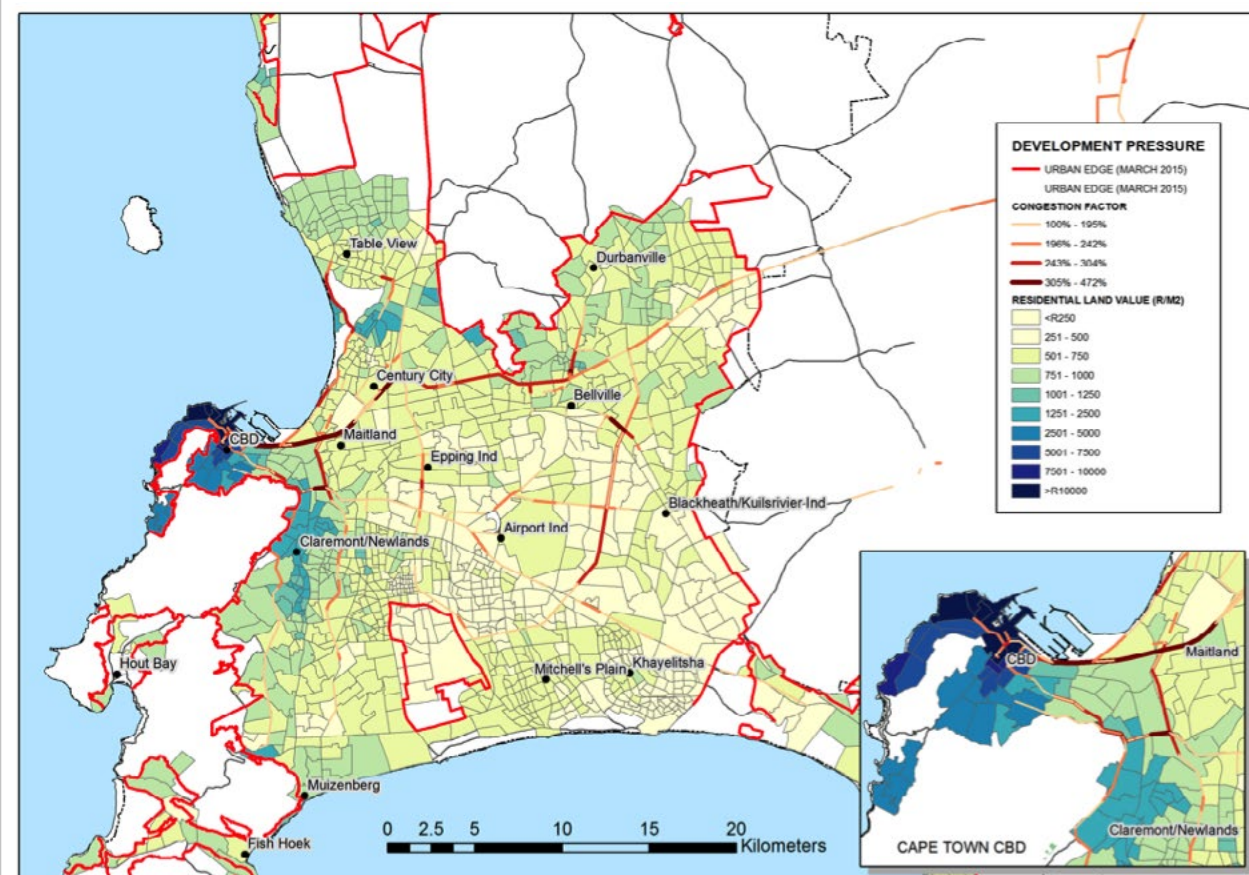 DEVELOPMENT PRESSURE
URBAN EDGE (MARCH 2015)
URBAN EDGE (MARCH 2015)
CONGESTION FACTOR
100% - 195%
196% - 242%
243% - 304%
305% - 472%
RESIDENTIAL LAND VALUE (R/M2)
<R250
251 - 500
501 - 750
751 - 1000
1001 - 1250
1251 - 2500
2501 - 5000
5001 - 7500
7501 - 10000
>R10000
Table View
Durbanville
Century City
Bellville
CBD
Maitland
Epping Ind
Blackheath/Kuilsrivier Ind
Airport Ind
Claremont/Newlands
Hout Bay
Mitchell's Plain
Khayelitsha
Muizenberg
Fish Hoek
0 2.5 5 10 15 20
Kilometers
CBD
Maitland
Claremont/Newlands
CAPE TOWN CBD